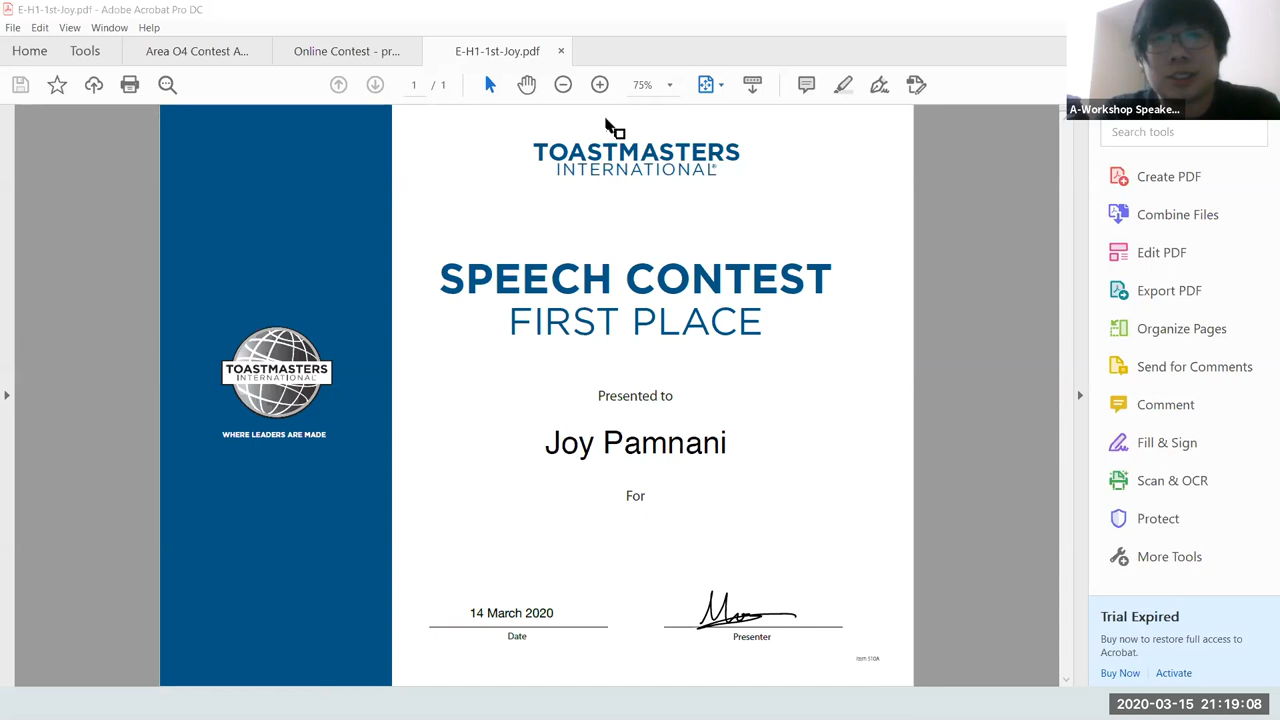 E-H1-1st-Joy.pdf - Adobe Acrobat Pro DC
File Edit View Window Help
Home Tools Area O4 Contest A... Online Contest - pr... E-H1-1st-Joy.pdf ×
1 / 1 75%
A-Workshop Speake...
Search tools
Create PDF
Combine Files
Edit PDF
Export PDF
Organize Pages
Send for Comments
Comment
Fill & Sign
Scan & OCR
Protect
More Tools
Trial Expired
Buy now to restore full access to
Acrobat.
Buy Now Activate
TOASTMASTERS
INTERNATIONAL®
SPEECH CONTEST
FIRST PLACE
TOASTMASTERS
INTERNATIONAL
WHERE LEADERS ARE MADE
Presented to
Joy Pamnani
For
14 March 2020
Date
Presenter
Item 510A
2020-03-15 21:19:08